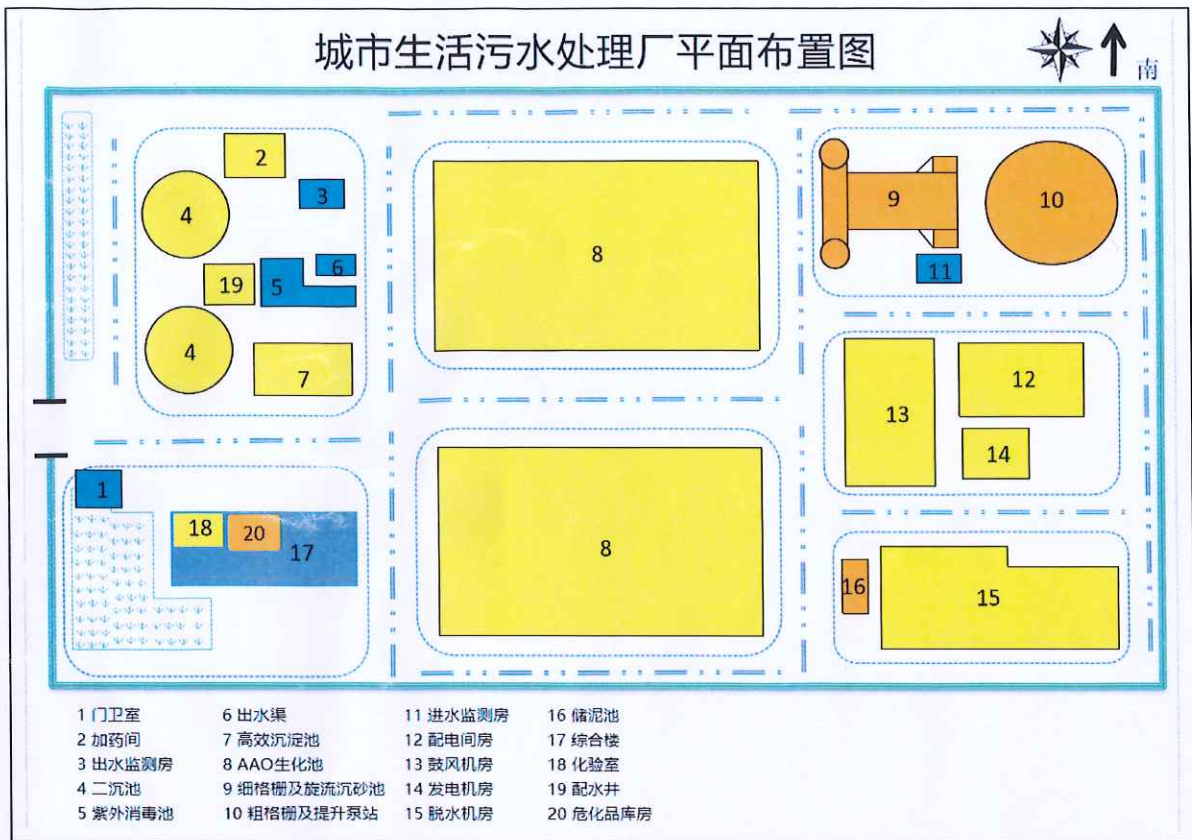 城市生活污水处理厂平面布置图
南
2
3
4
6
5
19
4
7
8
9
10
11
12
13
14
1
18
20
17
8
16
15
1 门卫室
2 加药间
3 出水监测房
4 二沉池
5 紫外消毒池
6 出水渠
7 高效沉淀池
8 AAO生化池
9 细格栅及旋流沉砂池
10 粗格栅及提升泵站
11 进水监测房
12 配电间房
13 鼓风机房
14 发电机房
15 脱水机房
16 储泥池
17 综合楼
18 化验室
19 配水井
20 危化品库房